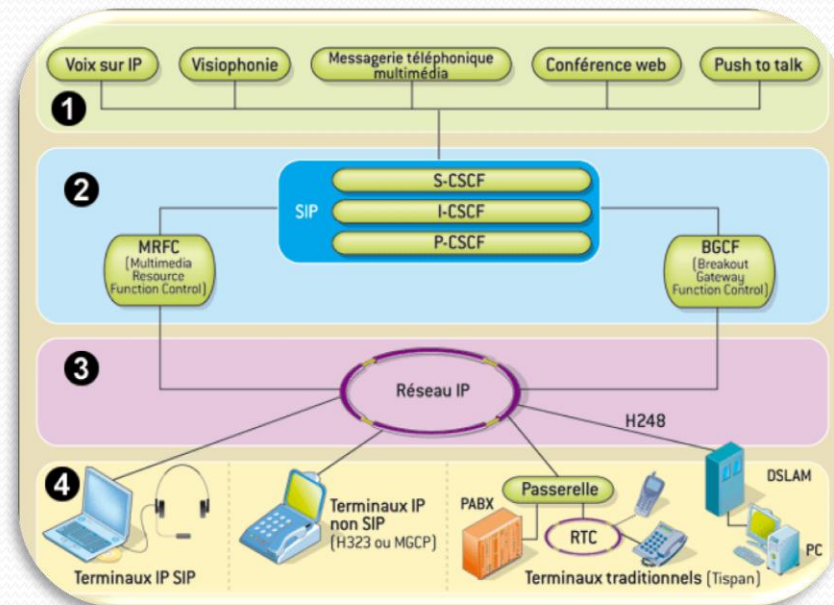 Voix sur IP
Visiophonie
Messagerie téléphonique
multimédia
Conférence web
Push to talk
1
2
SIP
S-CSCF
I-CSCF
P-CSCF
MRFC
(Multimedia
Resource
Function Control)
BGCF
(Breakout
Gateway
Function Control)
3
Réseau IP
H248
4
Terminaux IP SIP
Terminaux IP
non SIP
(H323 ou MGCP)
Passerelle
PABX
RTC
DSLAM
PC
Terminaux traditionnels (Tispan)